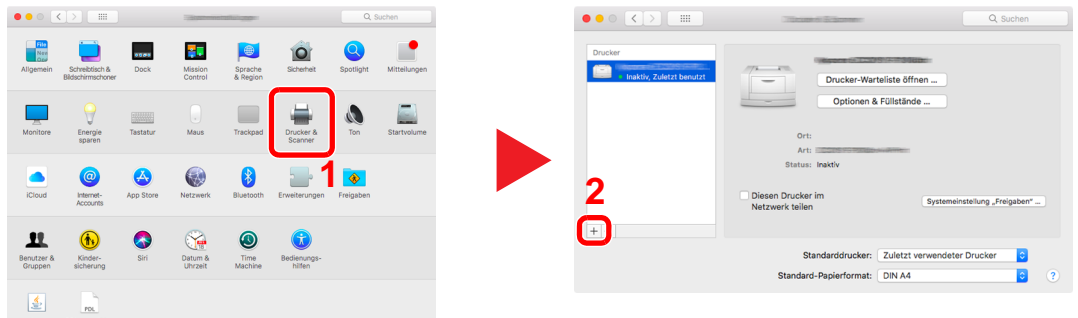 Suchen
Allgemein
Schreibtisch &
Bildschirmschoner
Dock
Mission
Control
Sprache
& Region
Sicherheit
Spotlight
Mitteilungen
Monitore
Energie
sparen
Tastatur
Maus
Trackpad
Drucker &
Scanner
Ton
Startvolume
1
iCloud
Internet-
Accounts
App Store
Netzwerk
Bluetooth
Erweiterungen
Freigaben
Benutzer &
Gruppen
Kinder-
sicherung
Siri
Datum &
Uhrzeit
Time
Machine
Bedienungs-
hilfen
PDL
Suchen
Drucker
Inaktiv, Zuletzt benutzt
Drucker-Warteliste öffnen ...
Optionen & Füllstände ...
Ort:
Art:
Status: Inaktiv
Diesen Drucker im
Netzwerk teilen
Systemeinstellung „Freigaben“ ...
2
+
Standarddrucker: Zuletzt verwendeter Drucker
Standard-Papierformat: DIN A4
?